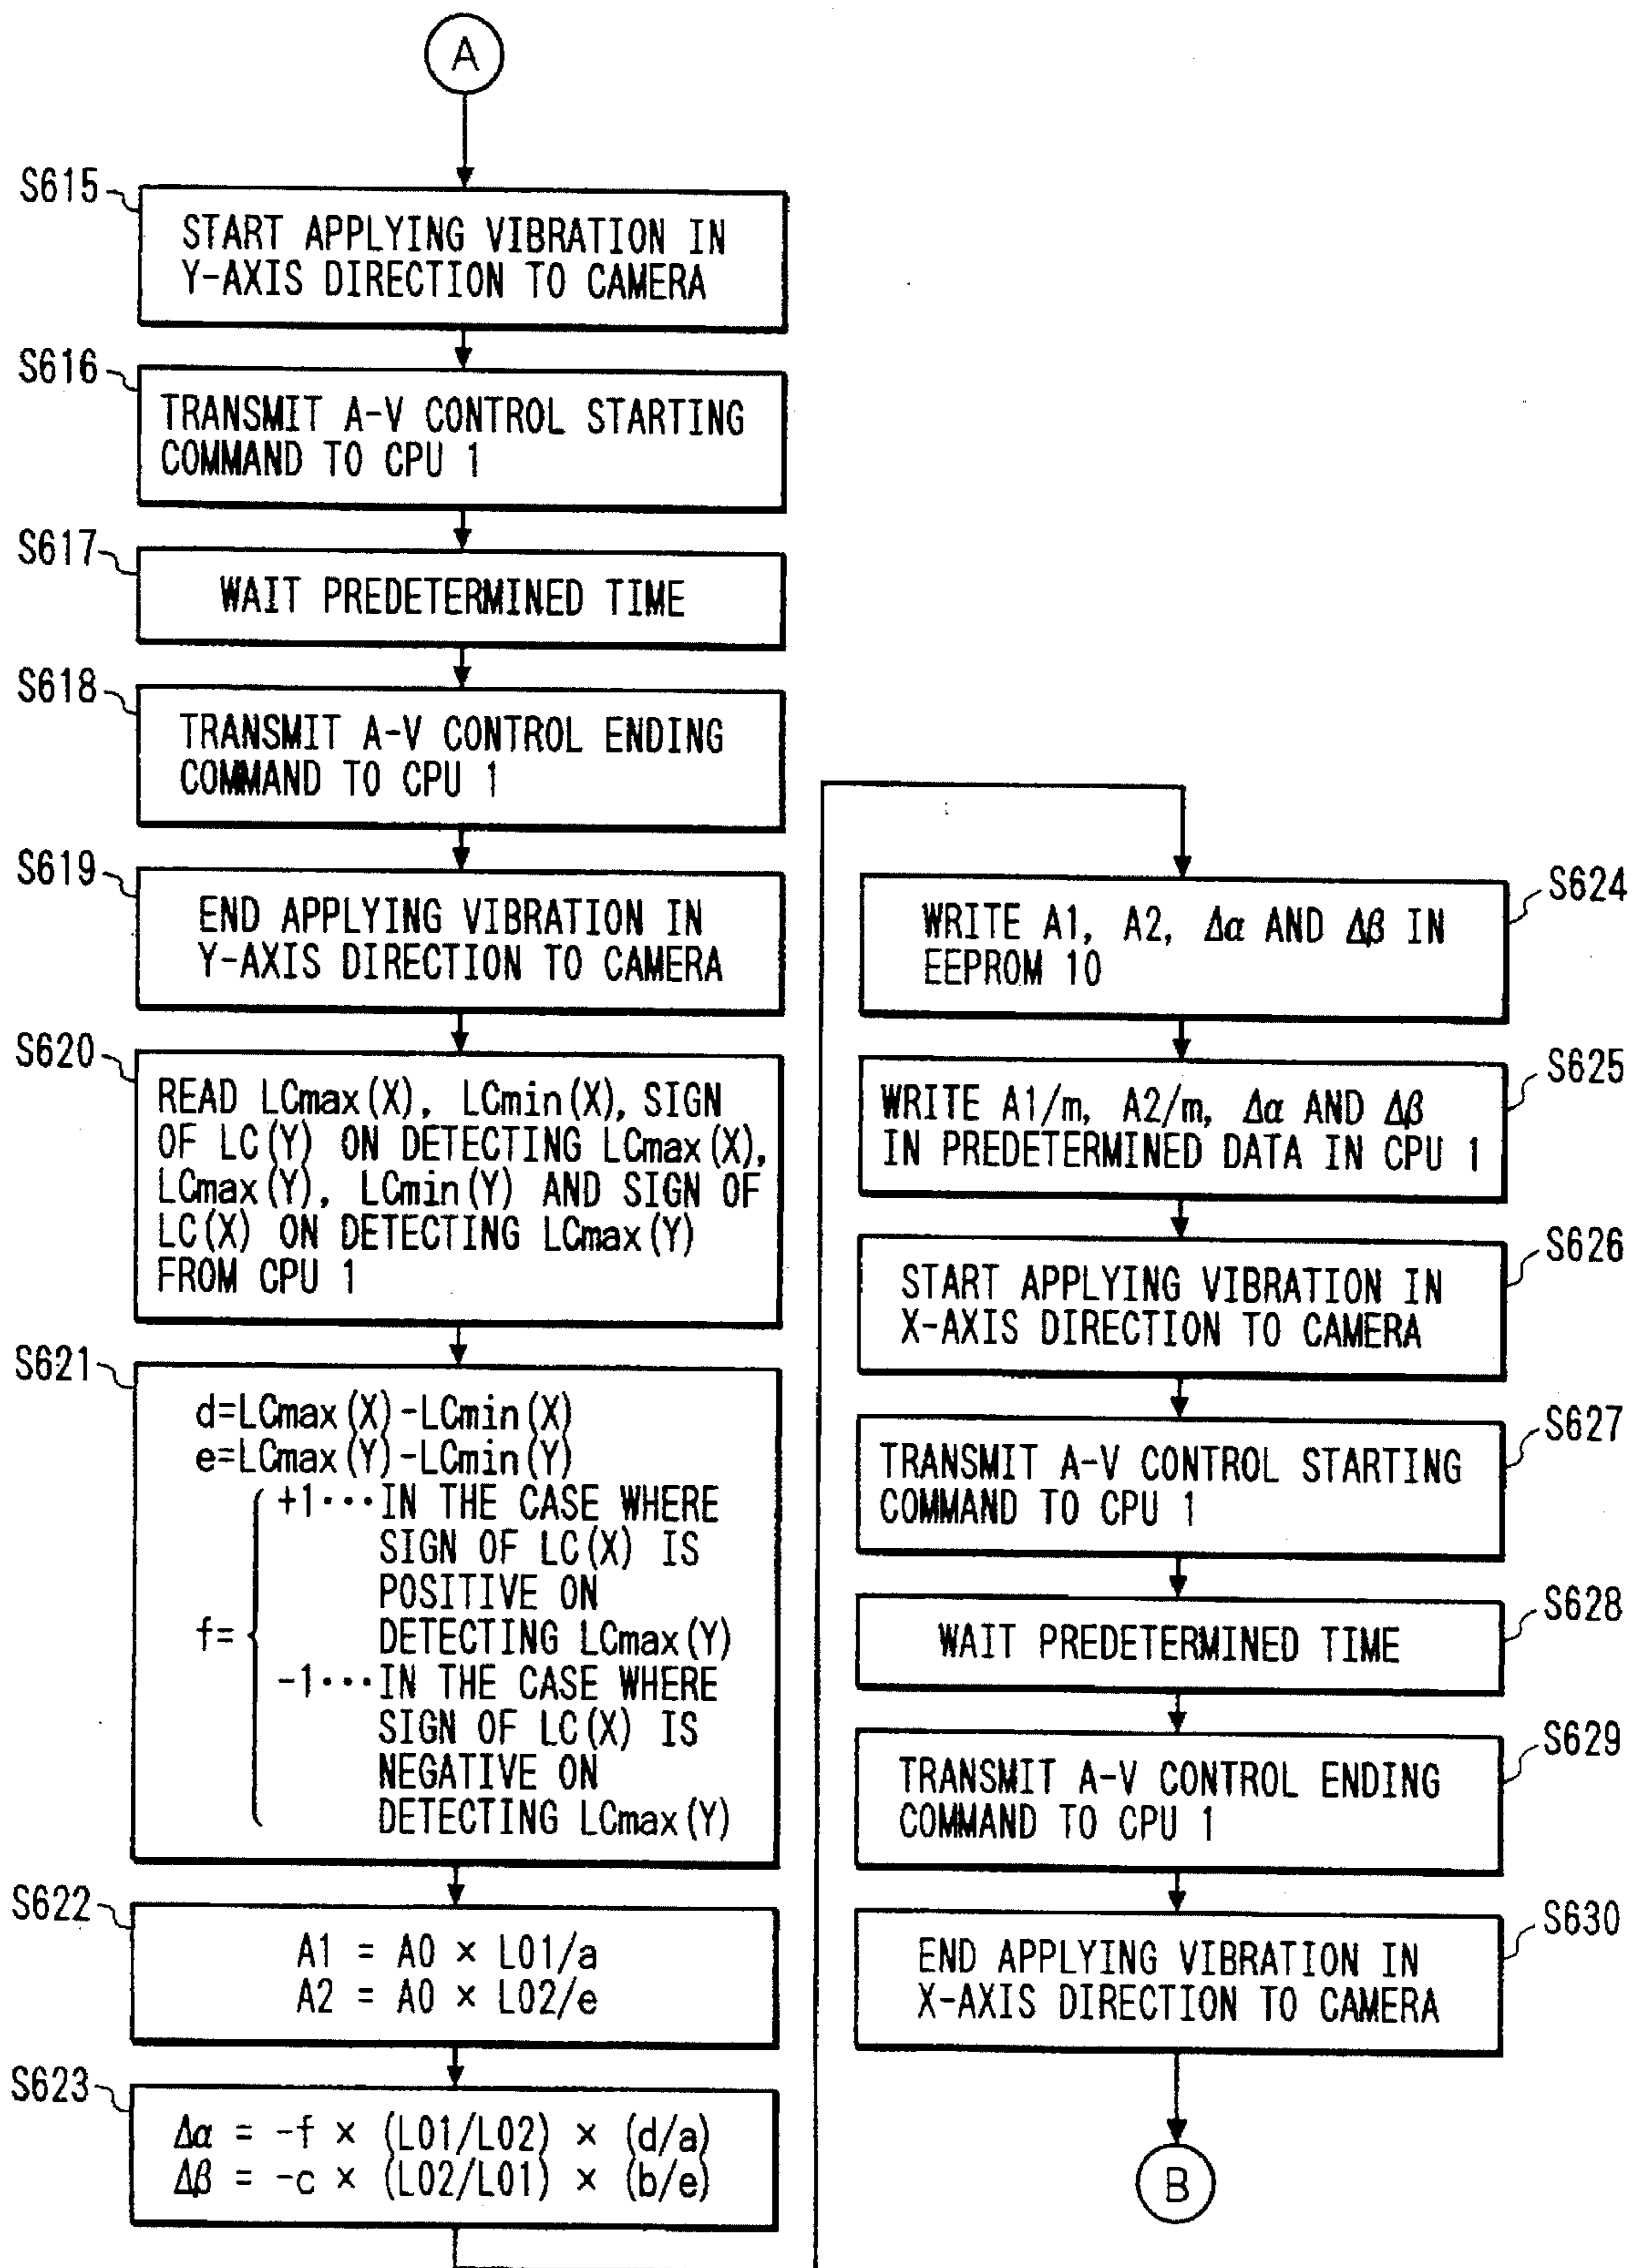 A
S615
START APPLYING VIBRATION IN
Y-AXIS DIRECTION TO CAMERA
S616
TRANSMIT A-V CONTROL STARTING
COMMAND TO CPU 1
S617
WAIT PREDETERMINED TIME
S618
TRANSMIT A-V CONTROL ENDING
COMMAND TO CPU 1
S619
END APPLYING VIBRATION IN
Y-AXIS DIRECTION TO CAMERA
S620
READ LCmax(X), LCmin(X), SIGN
OF LC(Y) ON DETECTING LCmax(X),
LCmax(Y), LCmin(Y) AND SIGN OF
LC(X) ON DETECTING LCmax(Y)
FROM CPU 1
S621
d=LCmax(X)-LCmin(X)
e=LCmax(Y)-LCmin(Y)
f=
+1···IN THE CASE WHERE
SIGN OF LC(X) IS
POSITIVE ON
DETECTING LCmax(Y)
-1···IN THE CASE WHERE
SIGN OF LC(X) IS
NEGATIVE ON
DETECTING LCmax(Y)
S622
A1 = A0 × L01/a
A2 = A0 × L02/e
S623
Δα = -f × (L01/L02) × (d/a)
Δβ = -c × (L02/L01) × (b/e)
S624
WRITE A1, A2, Δα AND Δβ IN
EEPROM 10
S625
WRITE A1/m, A2/m, Δα AND Δβ
IN PREDETERMINED DATA IN CPU 1
S626
START APPLYING VIBRATION IN
X-AXIS DIRECTION TO CAMERA
S627
TRANSMIT A-V CONTROL STARTING
COMMAND TO CPU 1
S628
WAIT PREDETERMINED TIME
S629
TRANSMIT A-V CONTROL ENDING
COMMAND TO CPU 1
S630
END APPLYING VIBRATION IN
X-AXIS DIRECTION TO CAMERA
B